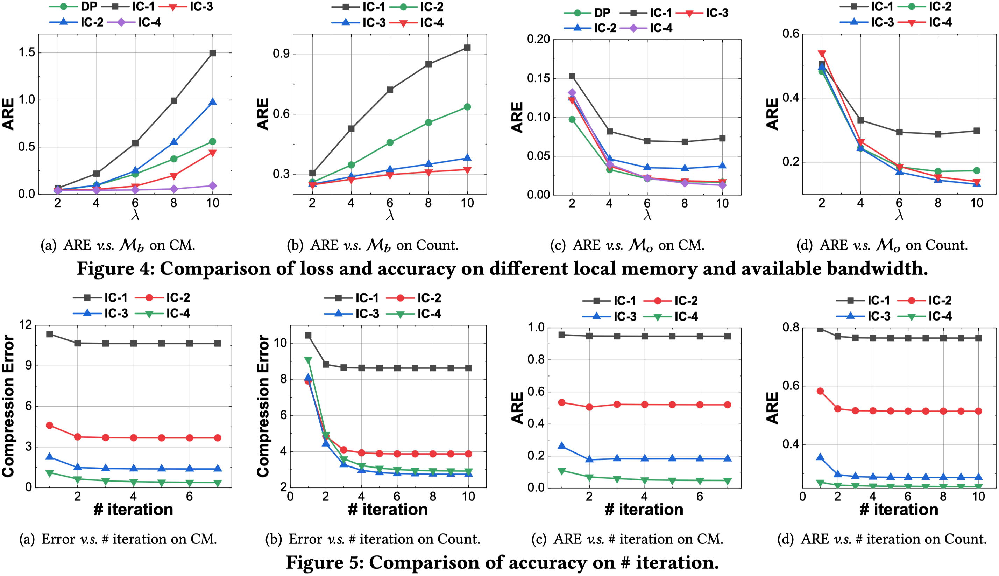 DP IC-1 IC-3
IC-2 IC-4
ARE
1.5
1.0
0.5
0.0
2 4 6 8 10
λ
(a) ARE v.s. ℳb on CM.
IC-1 IC-2
IC-3 IC-4
ARE
0.9
0.6
0.3
2 4 6 8 10
λ
(b) ARE v.s. ℳb on Count.
DP IC-1 IC-3
IC-2 IC-4
ARE
0.20
0.15
0.10
0.05
0.00
2 4 6 8 10
λ
(c) ARE v.s. ℳo on CM.
IC-1 IC-2
IC-3 IC-4
ARE
0.6
0.4
0.2
2 4 6 8 10
λ
(d) ARE v.s. ℳo on Count.
Figure 4: Comparison of loss and accuracy on different local memory and available bandwidth.
IC-1 IC-2
IC-3 IC-4
Compression Error
12
9
6
3
0
2 4 6
# iteration
(a) Error v.s. # iteration on CM.
IC-1 IC-2
IC-3 IC-4
Compression Error
10
8
6
4
2
0 2 4 6 8 10
# iteration
(b) Error v.s. # iteration on Count.
IC-1 IC-2
IC-3 IC-4
ARE
1.0
0.8
0.6
0.4
0.2
0.0
2 4 6
# iteration
(c) ARE v.s. # iteration on CM.
IC-1 IC-2
IC-3 IC-4
ARE
0.8
0.6
0.4
0 2 4 6 8 10
# iteration
(d) ARE v.s. # iteration on Count.
Figure 5: Comparison of accuracy on # iteration.